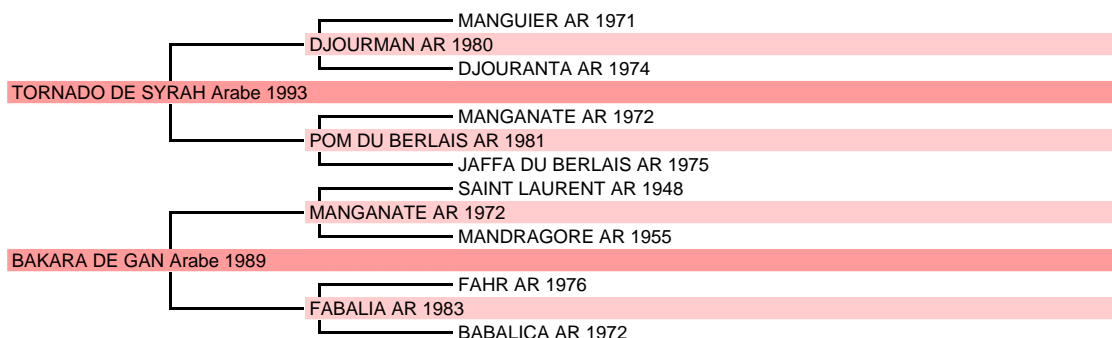 MANGUIER AR 1971
DJOURMAN AR 1980
DJOURANTA AR 1974
TORNADO DE SYRAH Arabe 1993
MANGANATE AR 1972
POM DU BERLAIS AR 1981
JAFFA DU BERLAIS AR 1975
SAINT LAURENT AR 1948
MANGANATE AR 1972
MANDRAGORE AR 1955
BAKARA DE GAN Arabe 1989
FAHR AR 1976
FABALIA AR 1983
BABALICA AR 1972